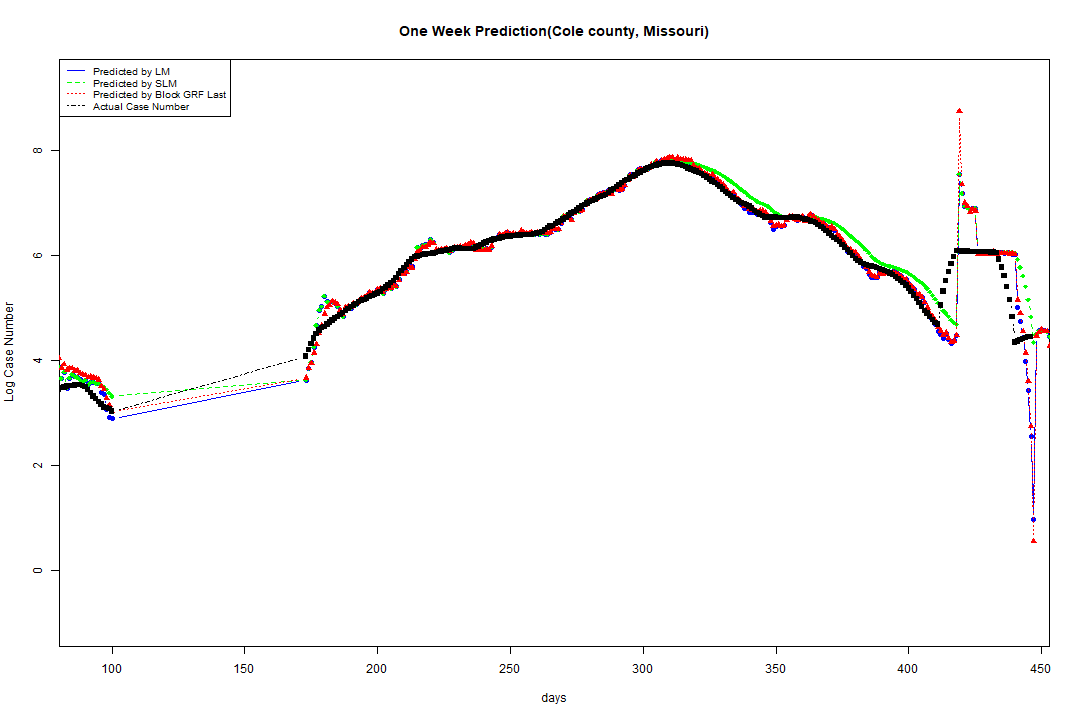 One Week Prediction(Cole county, Missouri)
Predicted by LM
Predicted by SLM
Predicted by Block GRF Last
Actual Case Number
Log Case Number
8
6
4
2
0
100 150 200 250 300 350 400 450
days